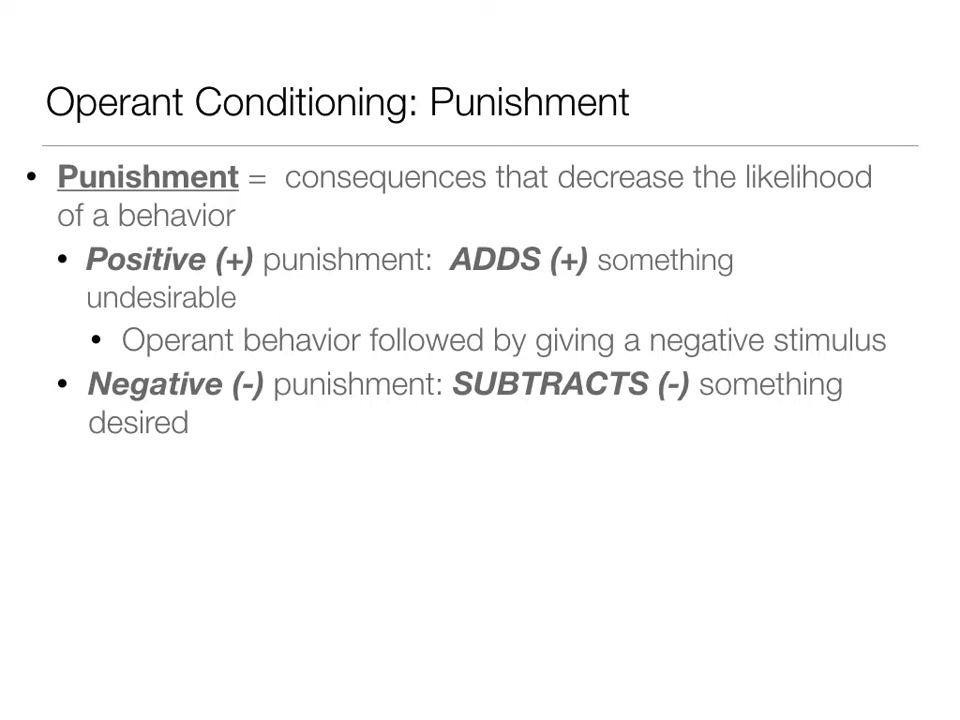 Operant Conditioning: Punishment
• Punishment = consequences that decrease the likelihood
of a behavior
• Positive (+) punishment: ADDS (+) something
undesirable
• Operant behavior followed by giving a negative stimulus
• Negative (-) punishment: SUBTRACTS (-) something
desired